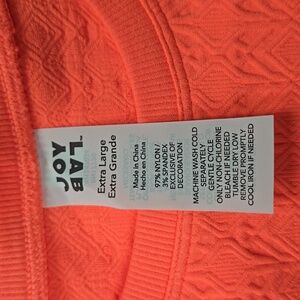 JOY
LAB™
Extra Large
Extra Grande
Made in China
Hecho en China
97% NYLON/
3% SPANDEX
EXCLUSIVE OF
DECORATION
MACHINE WASH COLD
SEPARATELY
GENTLE CYCLE
ONLY NON-CHLORINE
BLEACH IF NEEDED
TUMBLE DRY LOW
REMOVE PROMPTLY
COOL IRON IF NEEDED